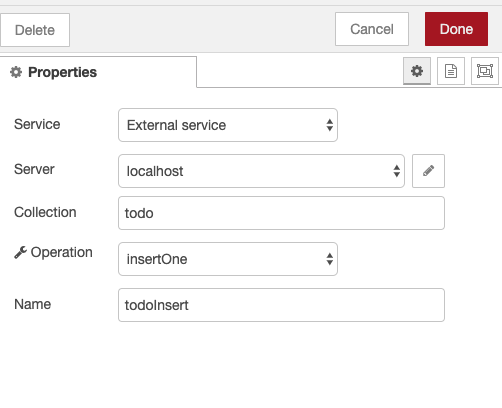 Delete
Cancel
Done
Properties
Service
External service
Server
localhost
Collection
todo
Operation
insertOne
Name
todoInsert